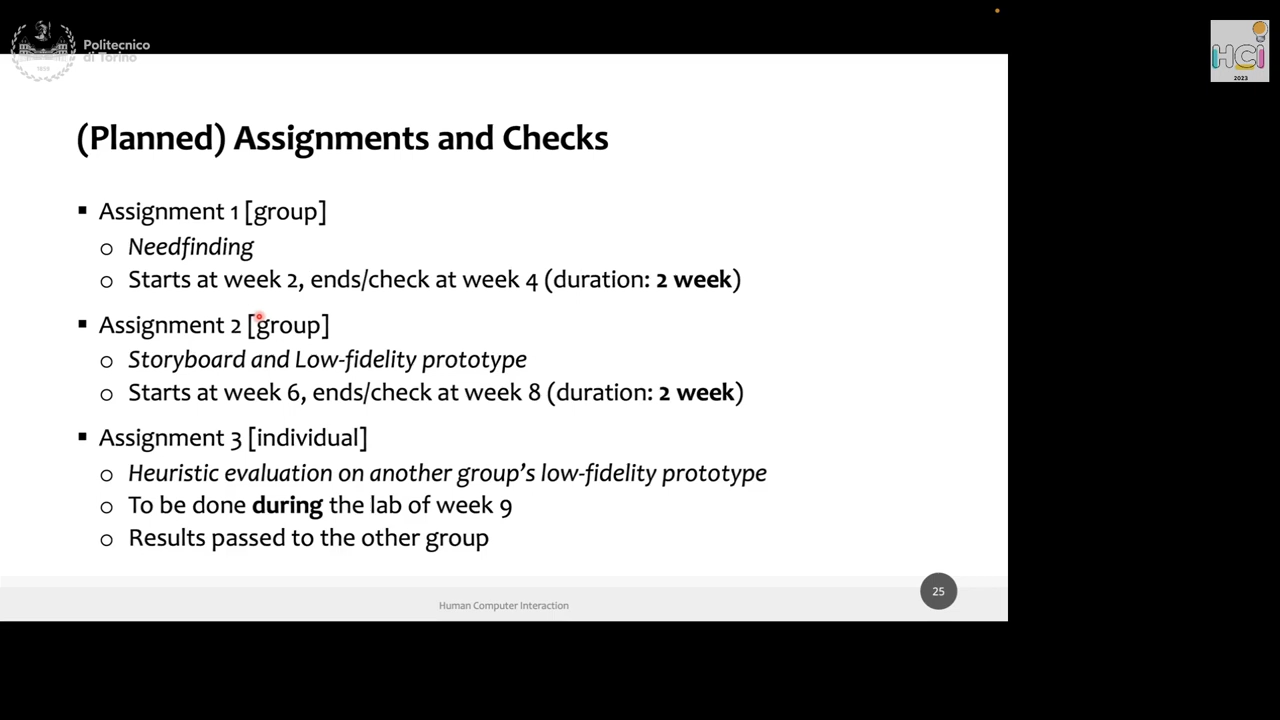 Politecnico
di Torino
1859
HCI
2023
(Planned) Assignments and Checks
▪ Assignment 1 [group]
o Needfinding
o Starts at week 2, ends/check at week 4 (duration: 2 week)
▪ Assignment 2 [group]
o Storyboard and Low-fidelity prototype
o Starts at week 6, ends/check at week 8 (duration: 2 week)
▪ Assignment 3 [individual]
o Heuristic evaluation on another group's low-fidelity prototype
o To be done during the lab of week 9
o Results passed to the other group
Human Computer Interaction
25